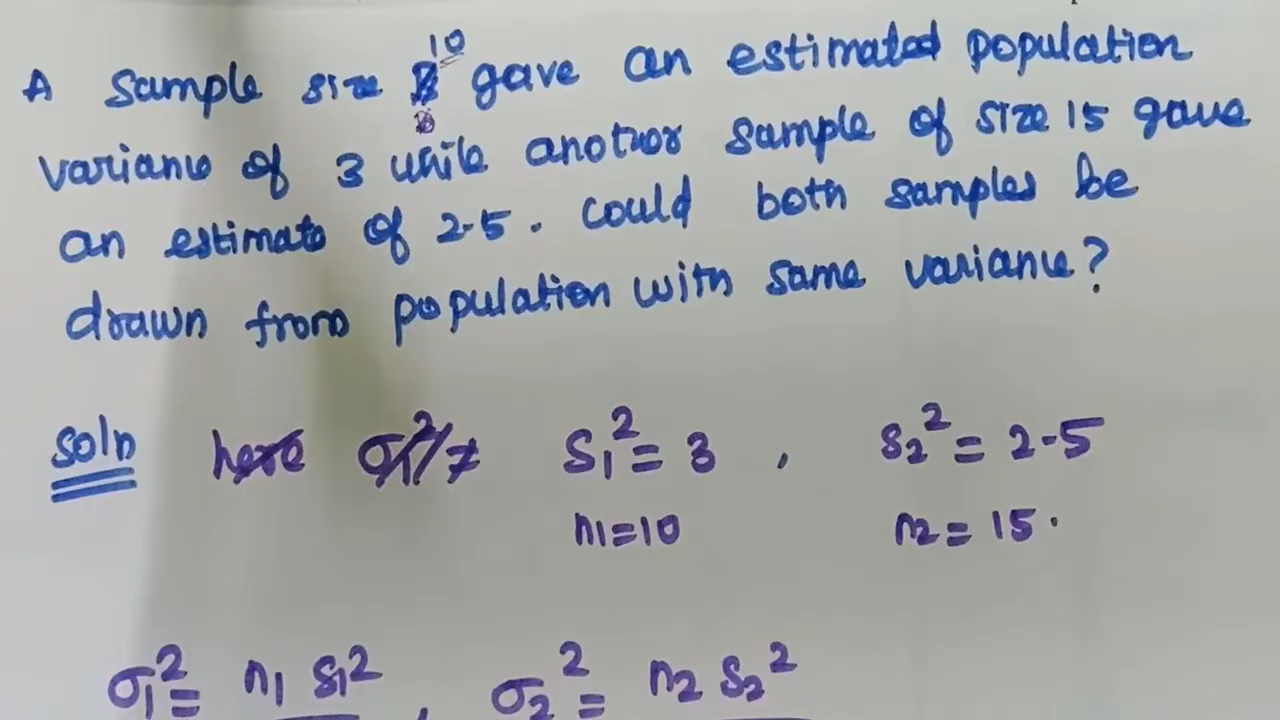 A sample size 10 gave an estimated population
variance of 3 while another sample of size 15 gave
an estimate of 2.5. could both samples be
drawn from population with same variance?
Soln here σ₁²/≠ S₁² = 3 , S₂² = 2.5
n₁=10 n₂ = 15.
σ₁² = n₁ S₁² , σ₂² = n₂ S₂²